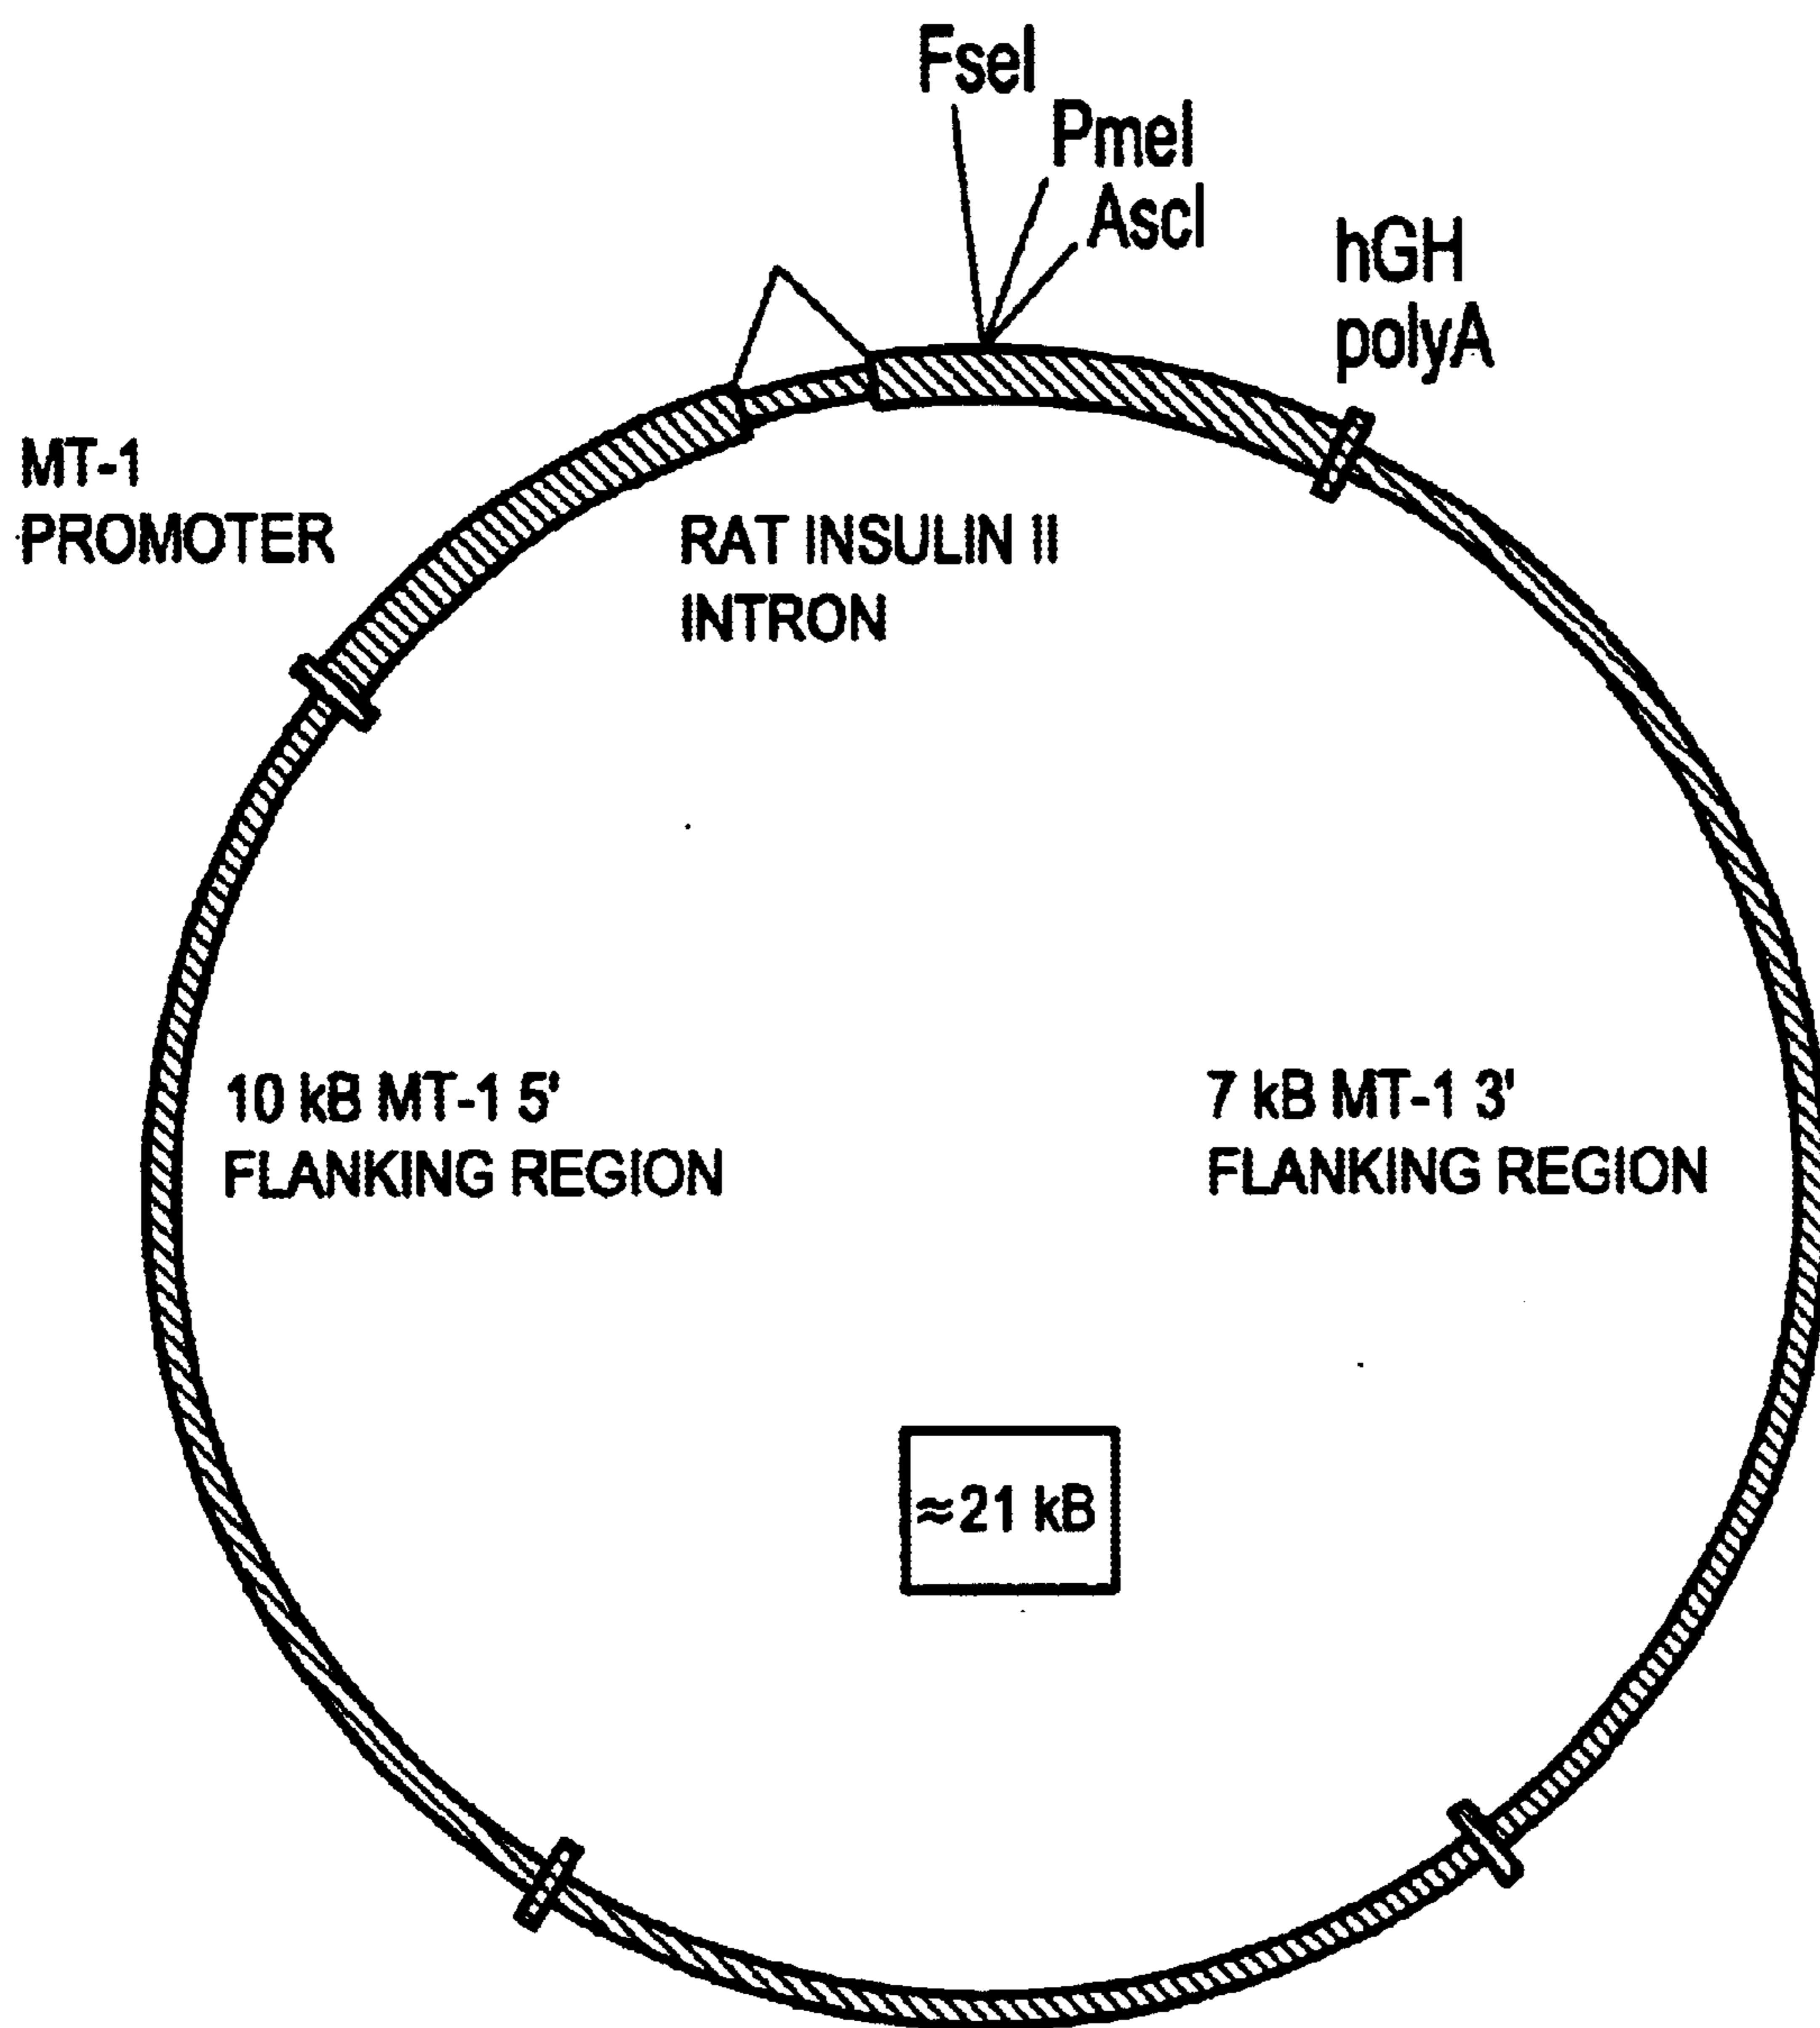 FseI
PmeI
AscI
hGH
polyA
MT-1
PROMOTER
RAT INSULIN II
INTRON
10 kB MT-1 5'
FLANKING REGION
7 kB MT-1 3'
FLANKING REGION
≈21 kB